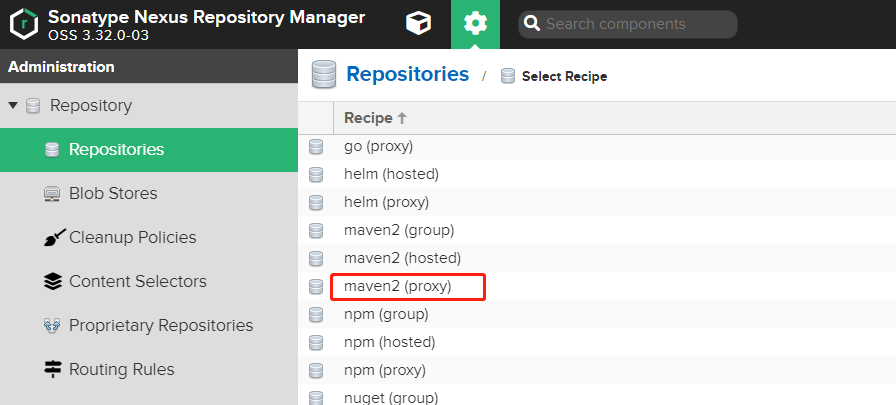 Sonatype Nexus Repository Manager
OSS 3.32.0-03
Search components
Administration
Repository
Repositories
Blob Stores
Cleanup Policies
Content Selectors
Proprietary Repositories
Routing Rules
Repositories / Select Recipe
Recipe
go (proxy)
helm (hosted)
helm (proxy)
maven2 (group)
maven2 (hosted)
maven2 (proxy)
npm (group)
npm (hosted)
npm (proxy)
nuget (group)